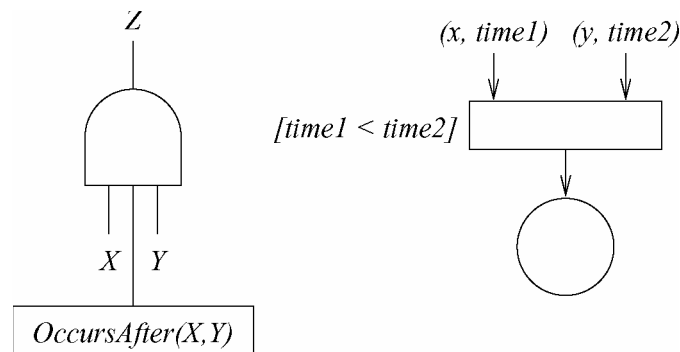 Z
(x, time1) (y, time2)
[time1 < time2]
X Y
OccursAfter(X,Y)